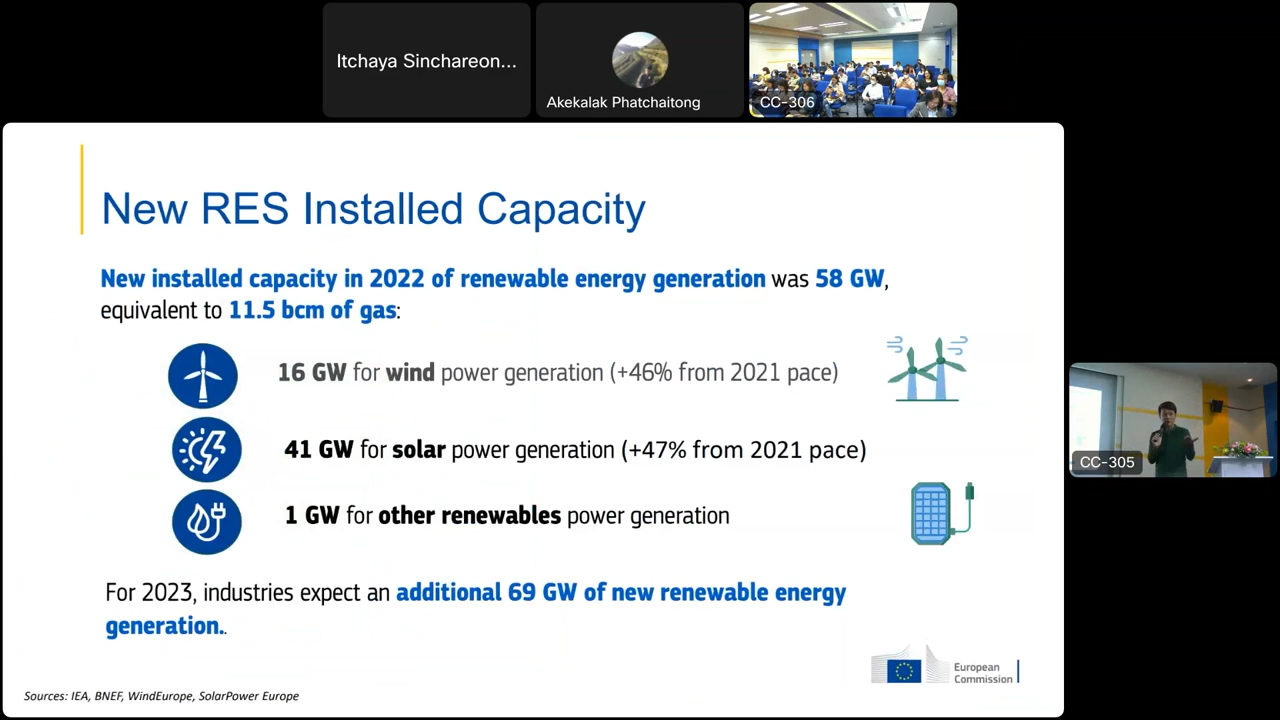 Itchaya Sinchareon...
Akekalak Phatchaitong
CC-306
New RES Installed Capacity
New installed capacity in 2022 of renewable energy generation was 58 GW,
equivalent to 11.5 bcm of gas:
16 GW for wind power generation (+46% from 2021 pace)
41 GW for solar power generation (+47% from 2021 pace)
CC-305
1 GW for other renewables power generation
For 2023, industries expect an additional 69 GW of new renewable energy
generation..
European
Commission
Sources: IEA, BNEF, WindEurope, SolarPower Europe